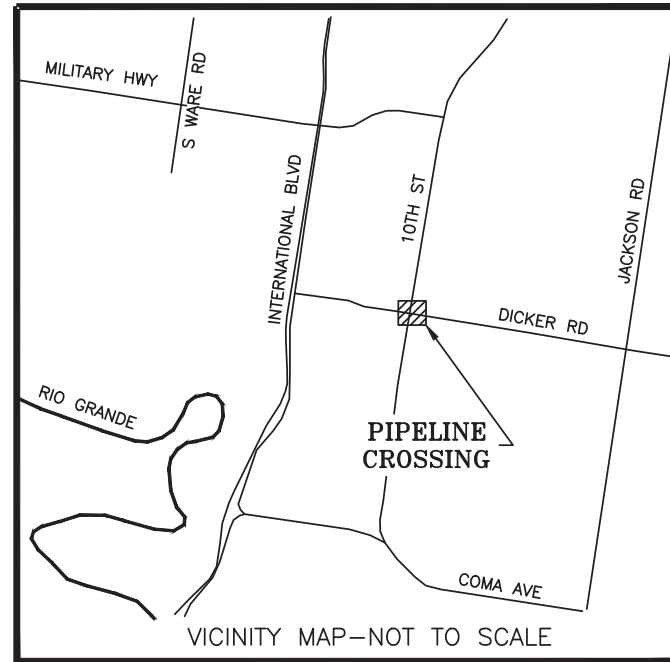 MILITARY HWY
S WARE RD
INTERNATIONAL BLVD
10TH ST
JACKSON RD
DICKER RD
RIO GRANDE
PIPELINE
CROSSING
COMA AVE
VICINITY MAP–NOT TO SCALE